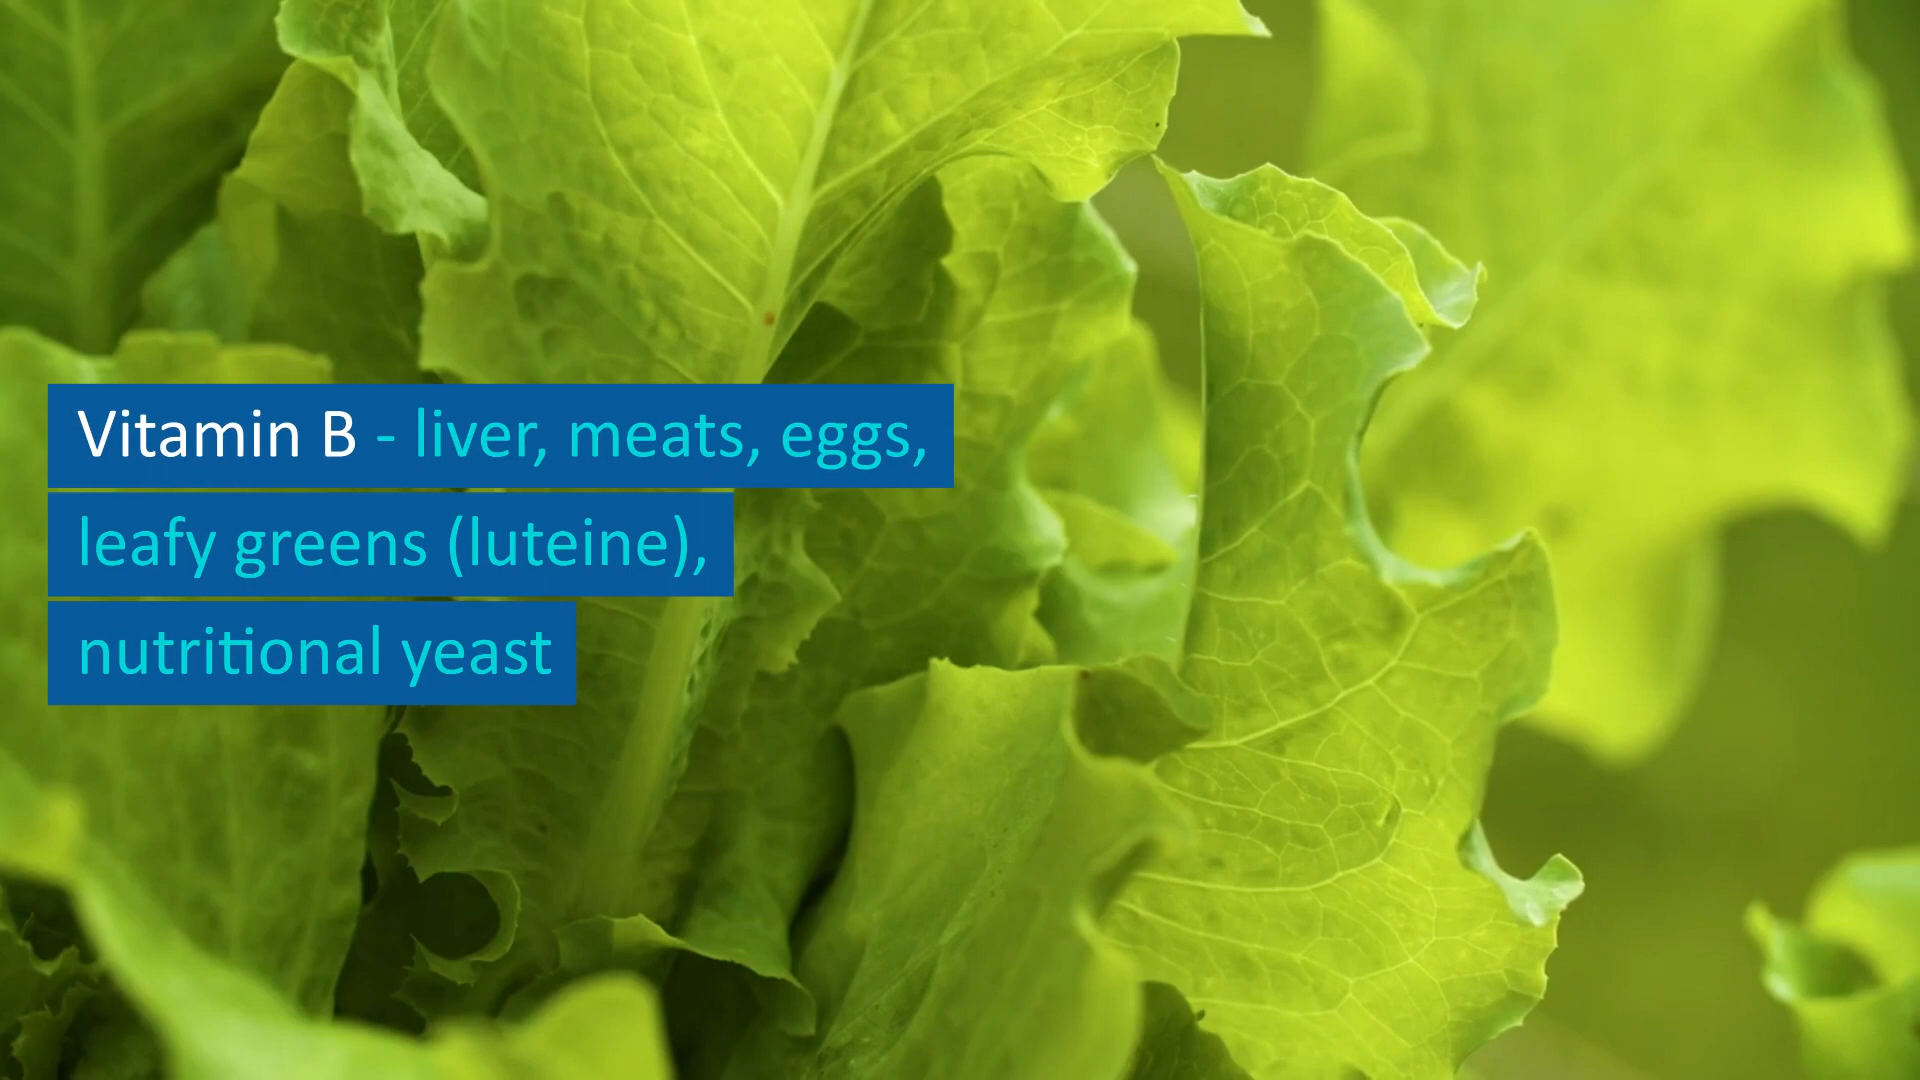 Vitamin B - liver, meats, eggs,
leafy greens (luteine),
nutritional yeast